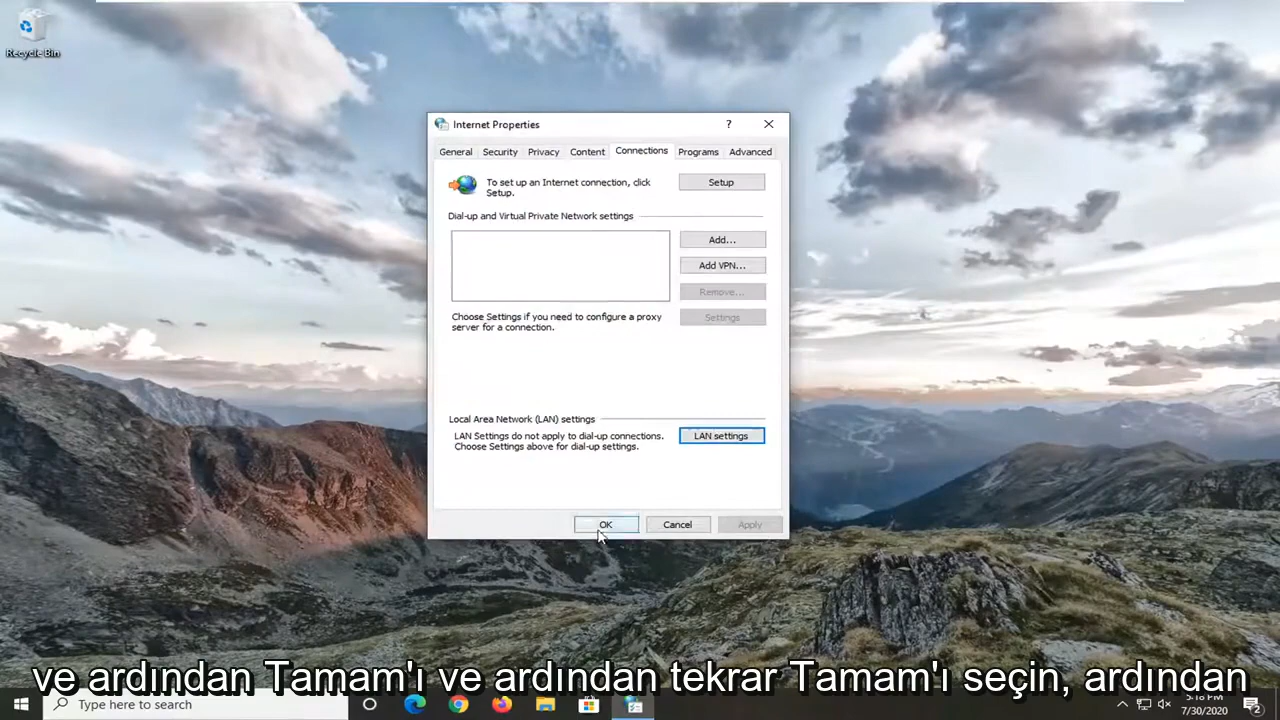 Recycle Bin
Internet Properties
?
General Security Privacy Content Connections Programs Advanced
To set up an Internet connection, click
Setup.
Setup
Dial-up and Virtual Private Network settings
Add...
Add VPN...
Remove...
Choose Settings if you need to configure a proxy
server for a connection.
Settings
Local Area Network (LAN) settings
LAN Settings do not apply to dial-up connections.
Choose Settings above for dial-up settings.
LAN settings
OK Cancel Apply
ve ardından Tamam'ı ve ardından tekrar Tamam'ı seçin, ardından
Type here to search
5:18 PM
7/30/2020
2